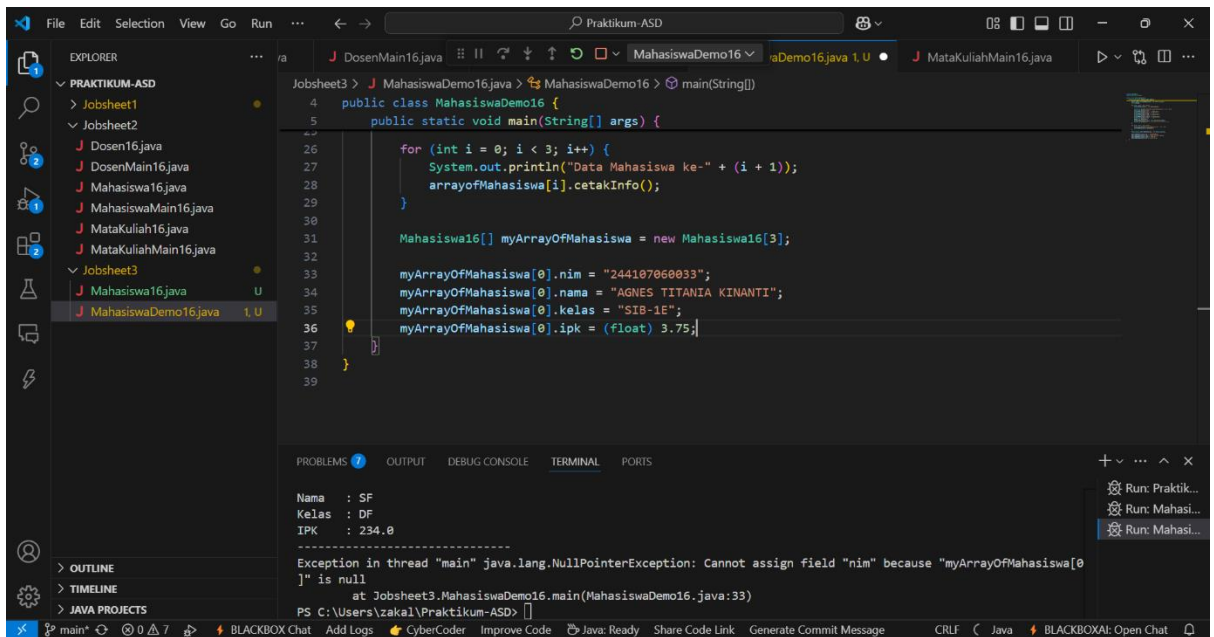 File Edit Selection View Go Run ... Praktikum-ASD
EXPLORER
PRAKTIKUM-ASD
Jobsheet1
Jobsheet2
J Dosen16.java
J DosenMain16.java
J Mahasiswa16.java
J MahasiswaMain16.java
J MataKuliah16.java
J MataKuliahMain16.java
Jobsheet3
J Mahasiswa16.java U
J MahasiswaDemo16.java 1, U
OUTLINE
TIMELINE
JAVA PROJECTS
va J DosenMain16.java MahasiswaDemo16 aDemo16.java 1, U J MataKuliahMain16.java
Jobsheet3 > J MahasiswaDemo16.java > MahasiswaDemo16 > main(String[])
4 public class MahasiswaDemo16 {
5 public static void main(String[] args) {
26 for (int i = 0; i < 3; i++) {
27 System.out.println("Data Mahasiswa ke-" + (i + 1));
28 arrayofMahasiswa[i].cetakInfo();
29 }
30
31 Mahasiswa16[] myArrayOfMahasiswa = new Mahasiswa16[3];
32
33 myArrayOfMahasiswa[0].nim = "244107060033";
34 myArrayOfMahasiswa[0].nama = "AGNES TITANIA KINANTI";
35 myArrayOfMahasiswa[0].kelas = "SIB-1E";
36 myArrayOfMahasiswa[0].ipk = (float) 3.75;
37 }
38 }
39
PROBLEMS 7 OUTPUT DEBUG CONSOLE TERMINAL PORTS
Nama : SF
Kelas : DF
IPK : 234.0
-------------------------------
Exception in thread "main" java.lang.NullPointerException: Cannot assign field "nim" because "myArrayOfMahasiswa[0
]" is null
at Jobsheet3.MahasiswaDemo16.main(MahasiswaDemo16.java:33)
PS C:\Users\zakal\Praktikum-ASD>
Run: Praktik...
Run: Mahasi...
Run: Mahasi...
main* 0 7 BLACKBOX Chat Add Logs CyberCoder Improve Code Java: Ready Share Code Link Generate Commit Message CRLF Java BLACKBOXAI: Open Chat